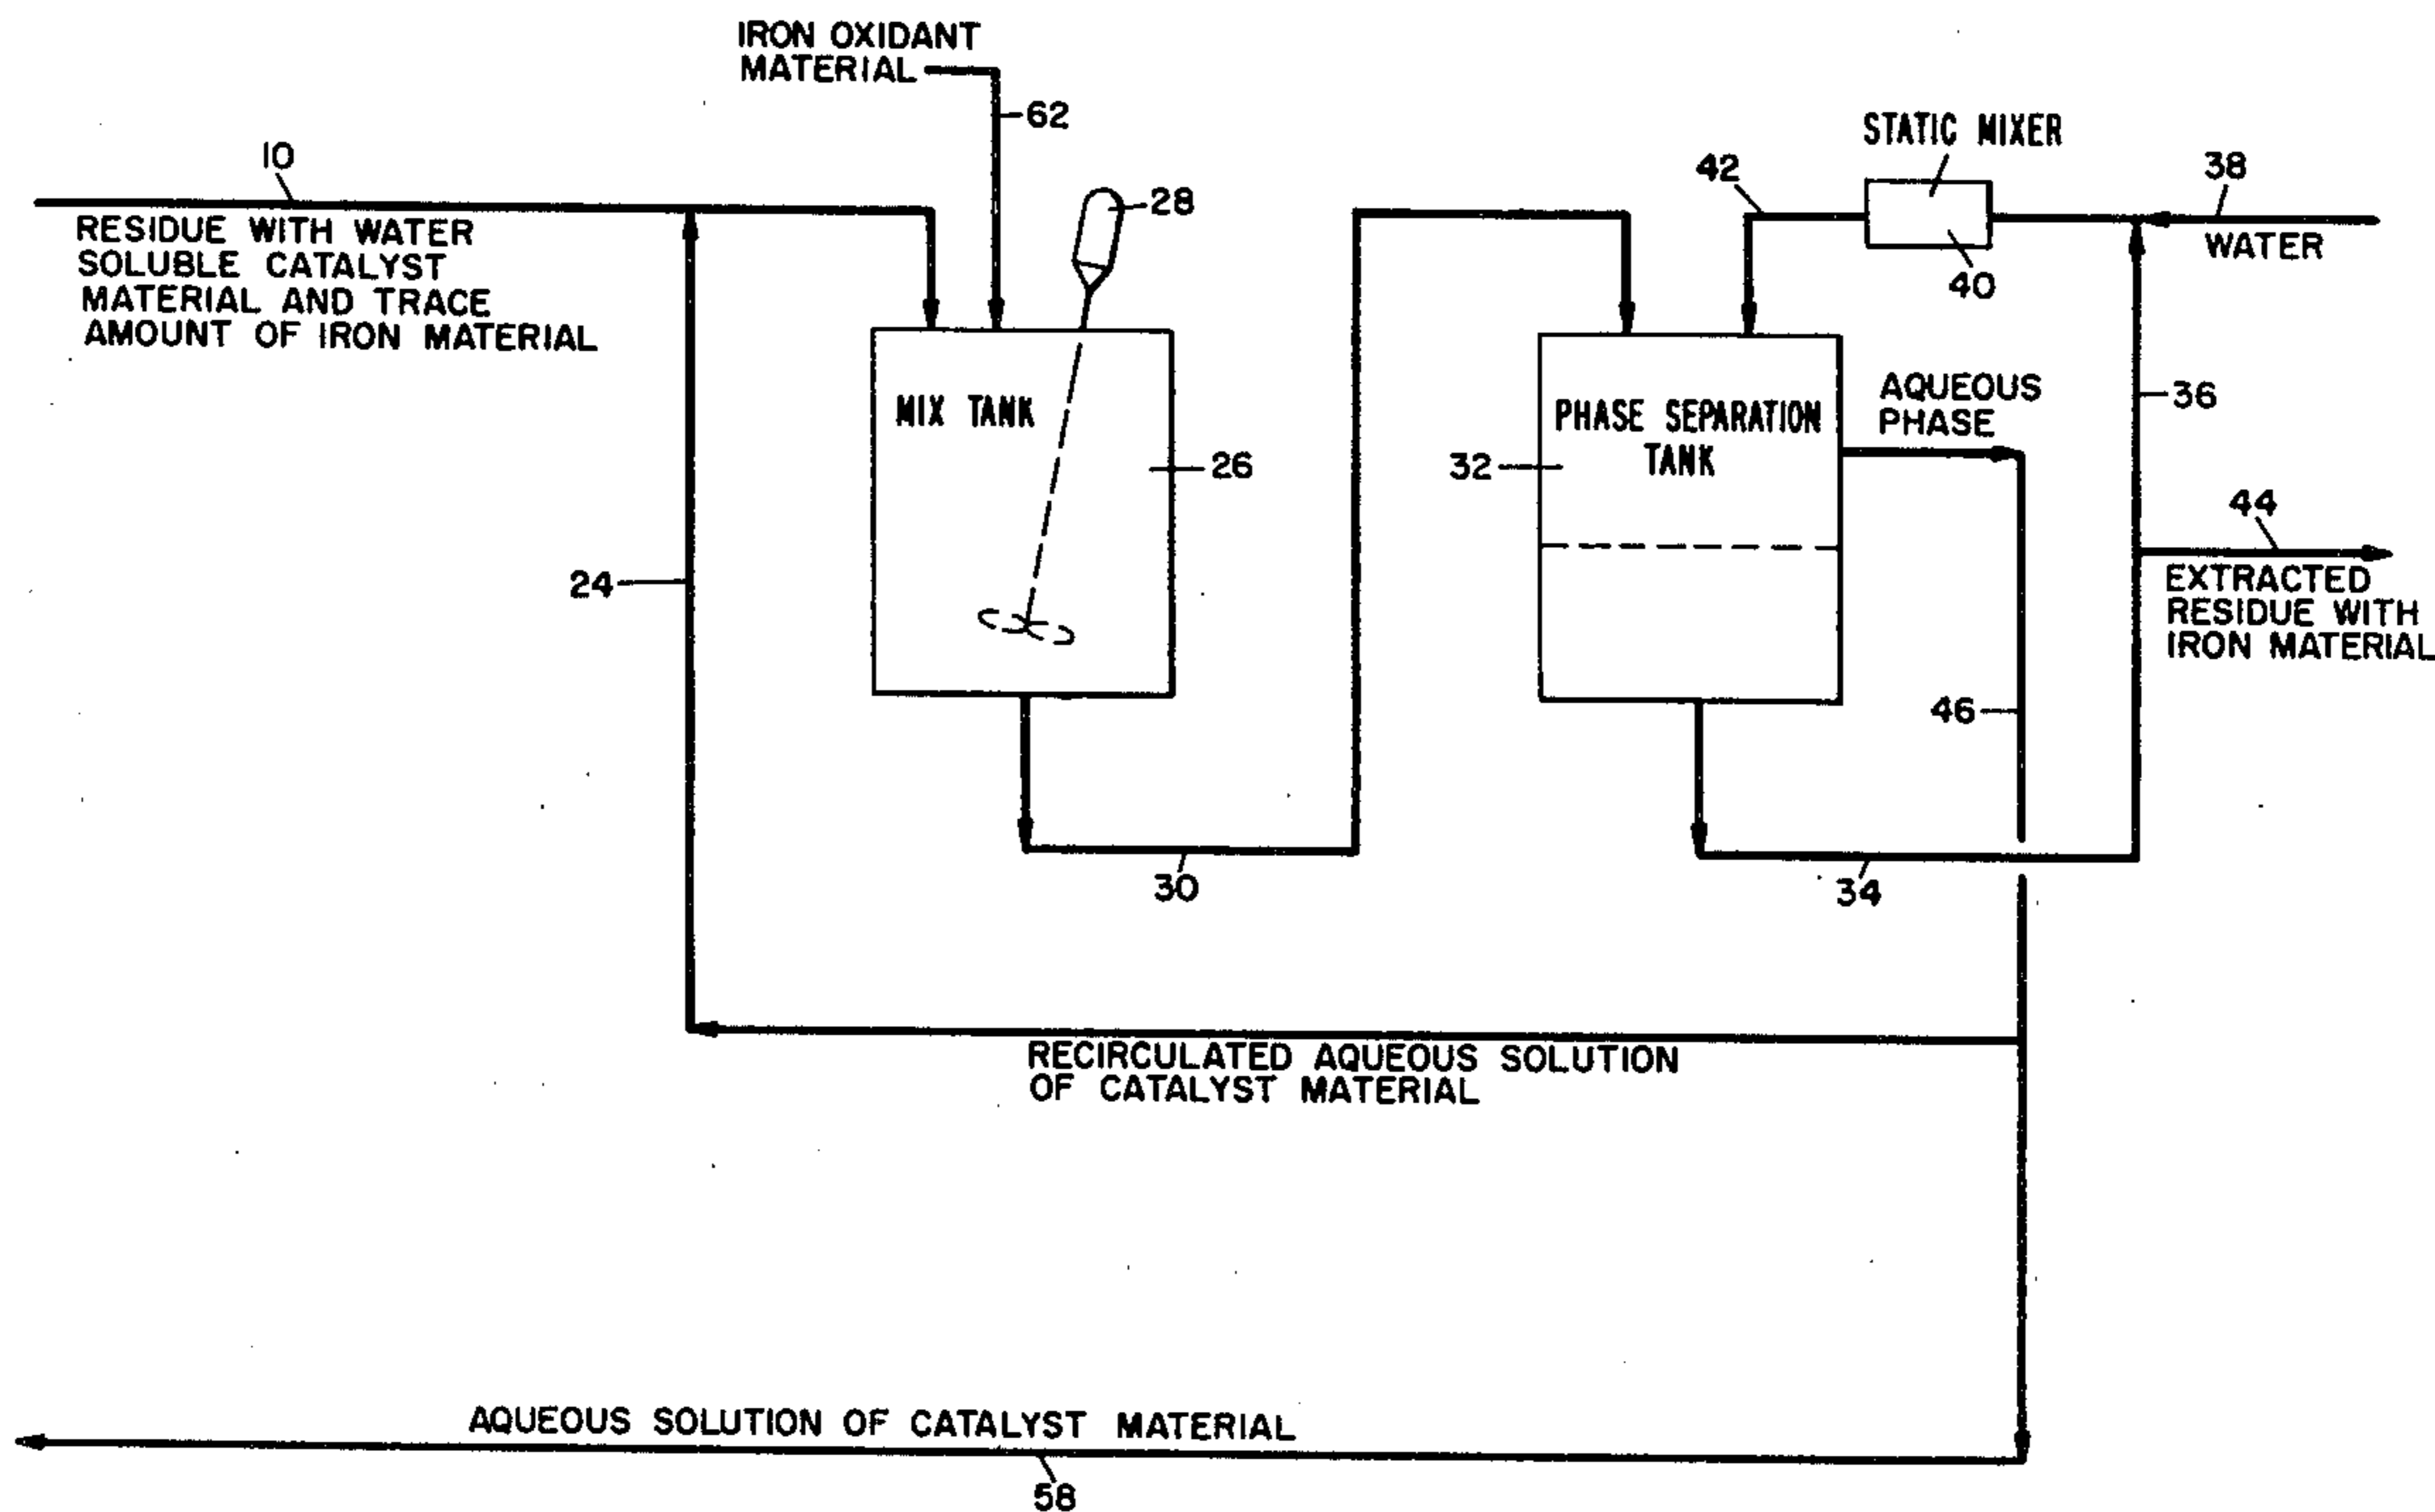 IRON OXIDANT
MATERIAL
62
10
RESIDUE WITH WATER
SOLUBLE CATALYST
MATERIAL AND TRACE
AMOUNT OF IRON MATERIAL
28
STATIC MIXER
42
38
WATER
40
MIX TANK
26
PHASE SEPARATION
TANK
32
AQUEOUS
PHASE
36
44
EXTRACTED
RESIDUE WITH
IRON MATERIAL
24
46
30
34
RECIRCULATED AQUEOUS SOLUTION
OF CATALYST MATERIAL
AQUEOUS SOLUTION OF CATALYST MATERIAL
58